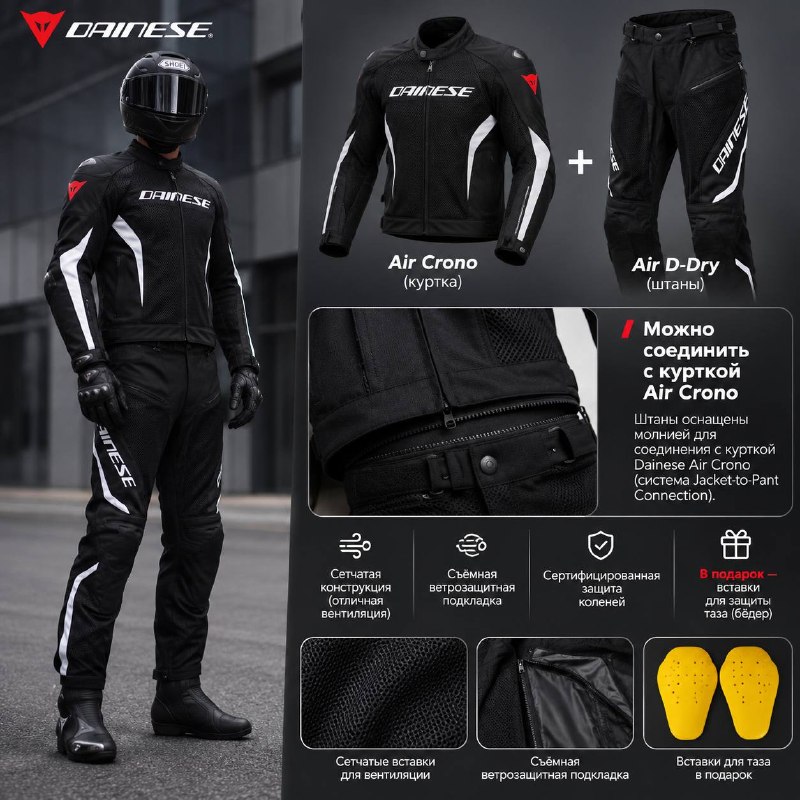 DAINESE
SHOEI
DAINESE
DAINESE
DAINESE
DAINESE
Air Crono
(куртка)
+
Air D-Dry
(штаны)
Можно
соединить
с курткой
Air Crono
Штаны оснащены
молнией для
соединения с курткой
Dainese Air Crono
(система Jacket-to-Pant
Connection).
Сетчатая
конструкция
(отличная
вентиляция)
Съёмная
ветрозащитная
подкладка
Сертифицированная
защита
коленей
В подарок —
вставки
для защиты
таза (бёдер)
Сетчатые вставки
для вентиляции
Съёмная
ветрозащитная подкладка
Вставки для таза
в подарок